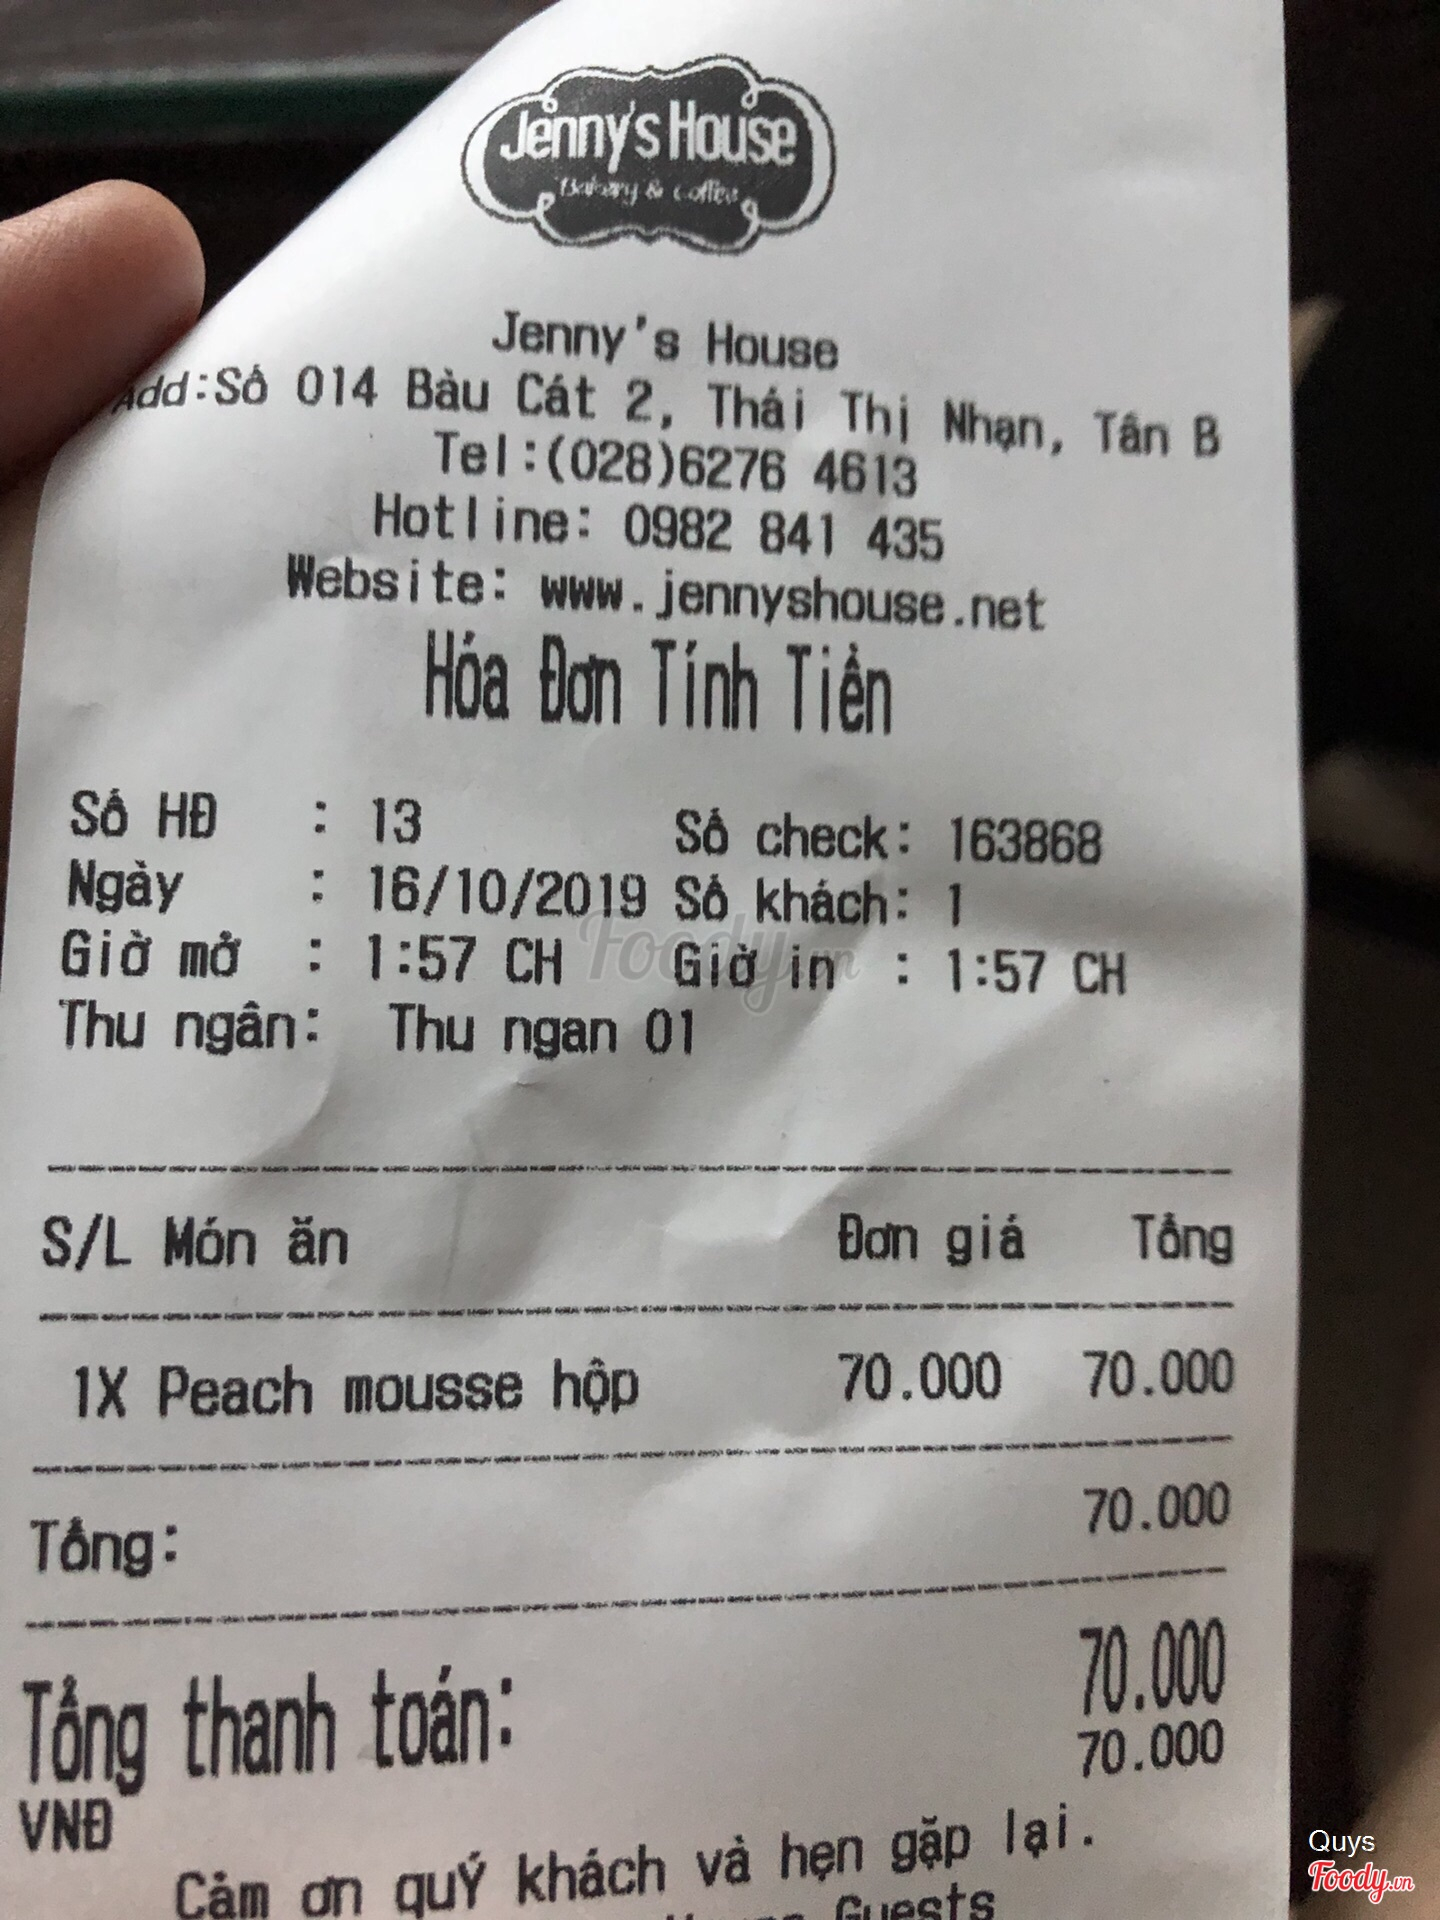 Jenny's House
Bakery & Coffee
Jenny's House
Add:Số 014 Bàu Cát 2, Thái Thị Nhạn, Tân B
Tel:(028)6276 4613
Hotline: 0982 841 435
Website: www.jennyshouse.net
Hóa Đơn Tính Tiền
Số HĐ : 13 Số check: 163868
Ngày : 16/10/2019 Số khách: 1
Giờ mở : 1:57 CH Giờ in : 1:57 CH
Thu ngân: Thu ngan 01
Foody.vn
S/L Món ăn Đơn giá Tổng
1X Peach mousse hộp 70.000 70.000
Tổng: 70.000
Tổng thanh toán: 70.000
VNĐ 70.000
Cảm ơn quý khách và hẹn gặp lại.
Guests
Quys
Foody.vn